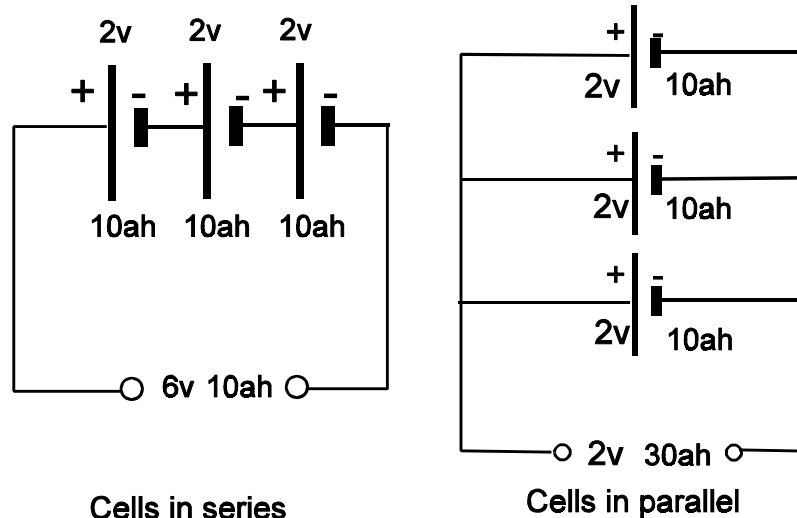 2v 2v 2v
+ - + - + -
10ah 10ah 10ah
6v 10ah
Cells in series
+ -
2v 10ah
+ -
2v 10ah
+ -
2v 10ah
2v 30ah
Cells in parallel